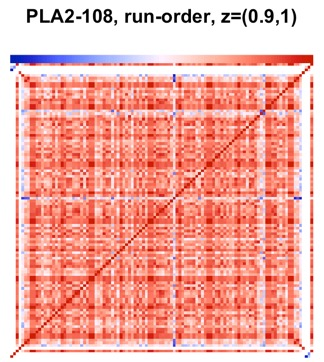 PLA2-108, run-order, z=(0.9,1)